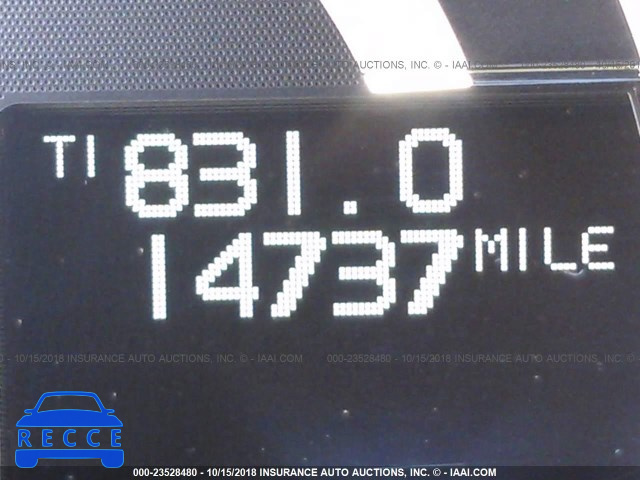 AUTO AUCTIONS, INC. © - IAAI.COM
TI 831.0
14737 MILE
0 - 10/15/2018 INSURANCE AUTO AUCTIONS, INC. © - IAAI.COM 000-23528480 - 10/15/2018 INSURANCE AUTO AUCTIONS, INC.
RECCE
000-23528480 - 10/15/2018 INSURANCE AUTO AUCTIONS, INC. © - IAAI.COM